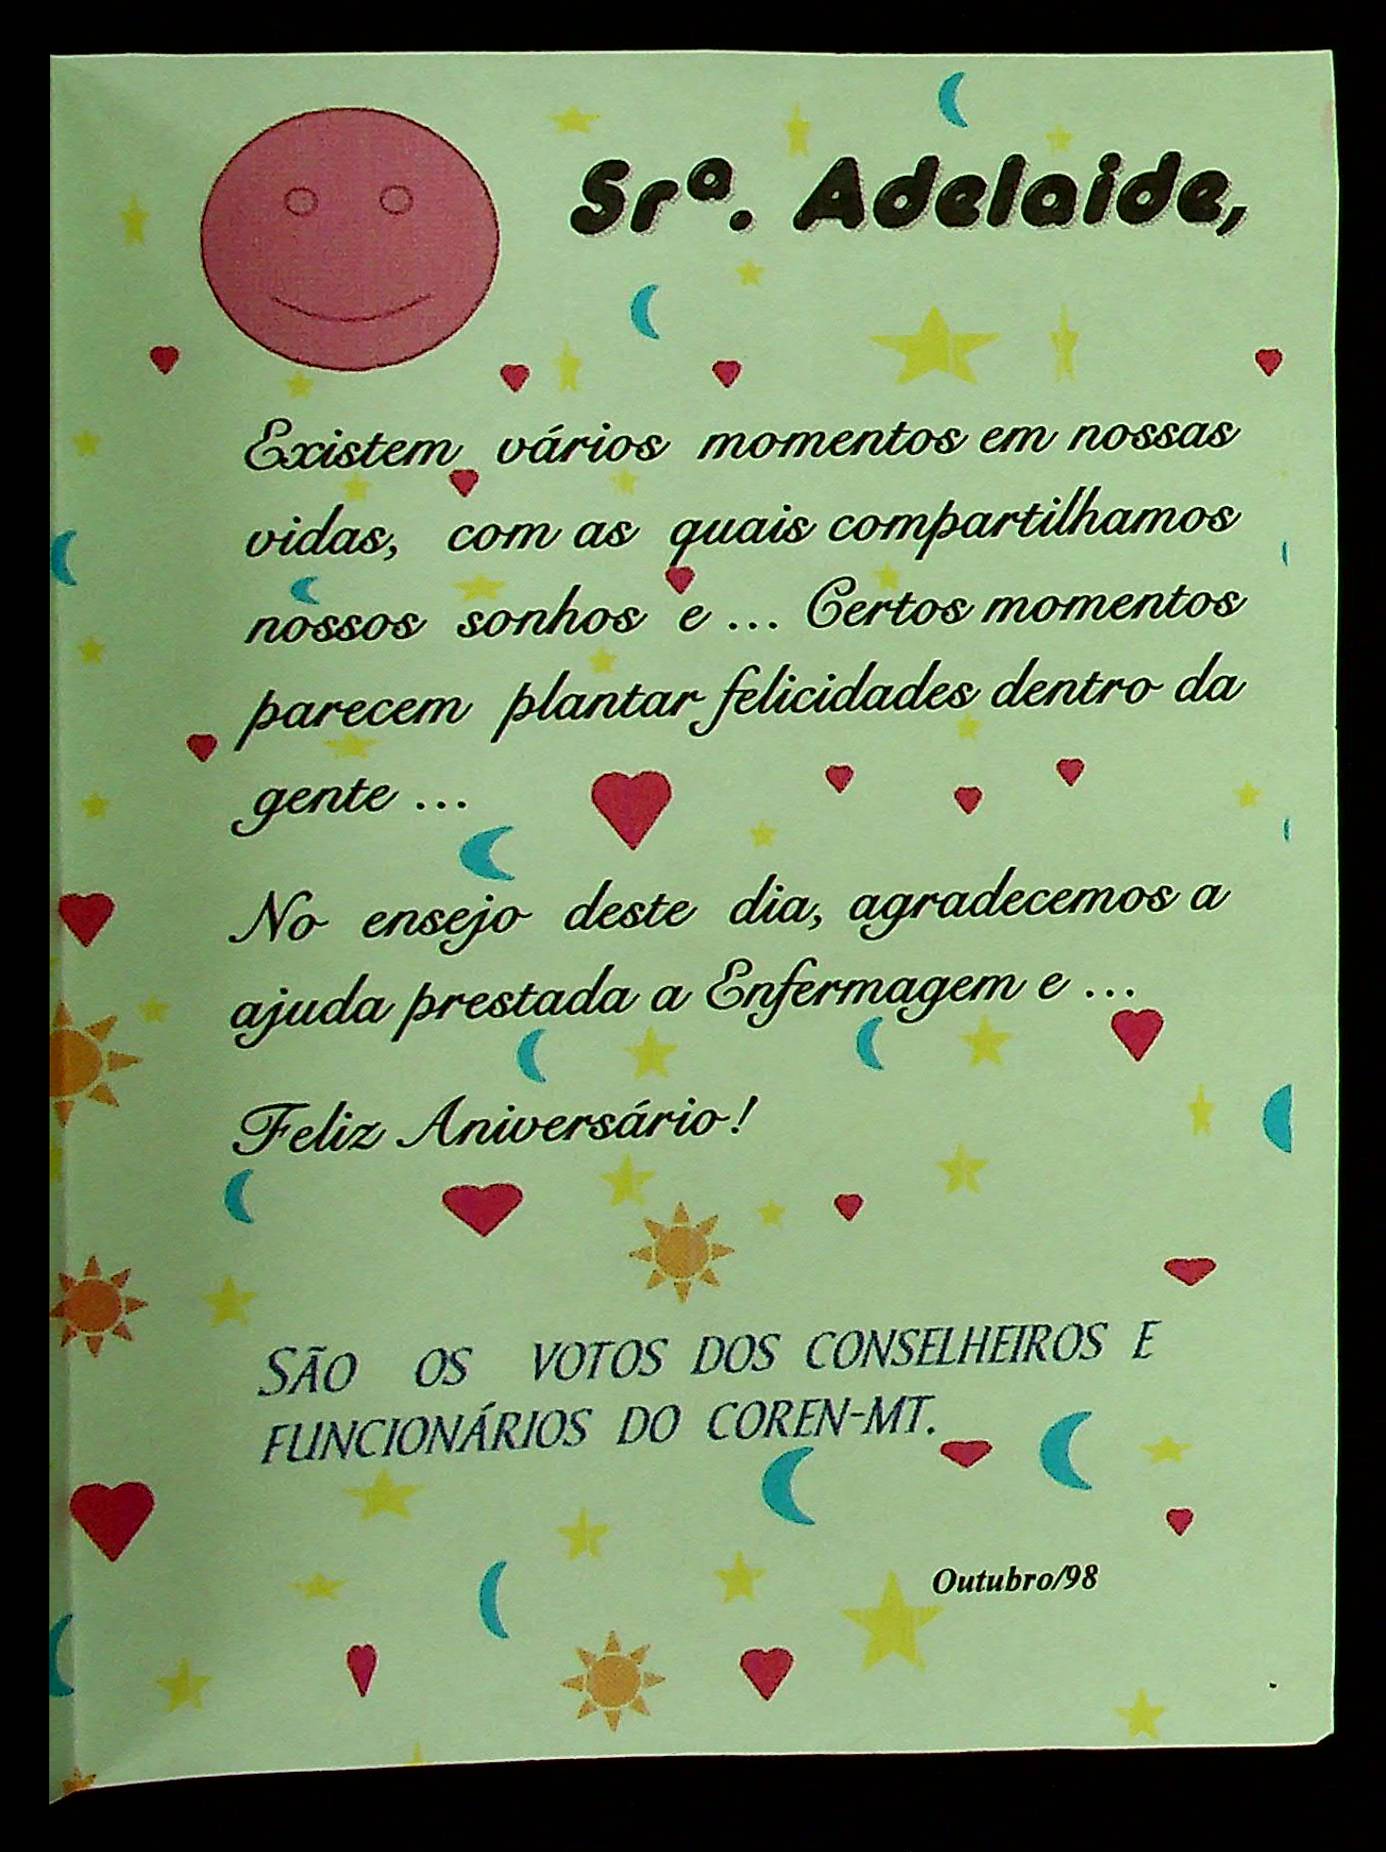 Srª. Adelaide,
Existem vários momentos em nossas
vidas, com as quais compartilhamos
nossos sonhos e ... Certos momentos
parecem plantar felicidades dentro da
gente ...
No ensejo deste dia, agradecemos a
ajuda prestada a Enfermagem e ...
Feliz Aniversário!
SÃO OS VOTOS DOS CONSELHEIROS E
FUNCIONÁRIOS DO COREN-MT.
Outubro/98